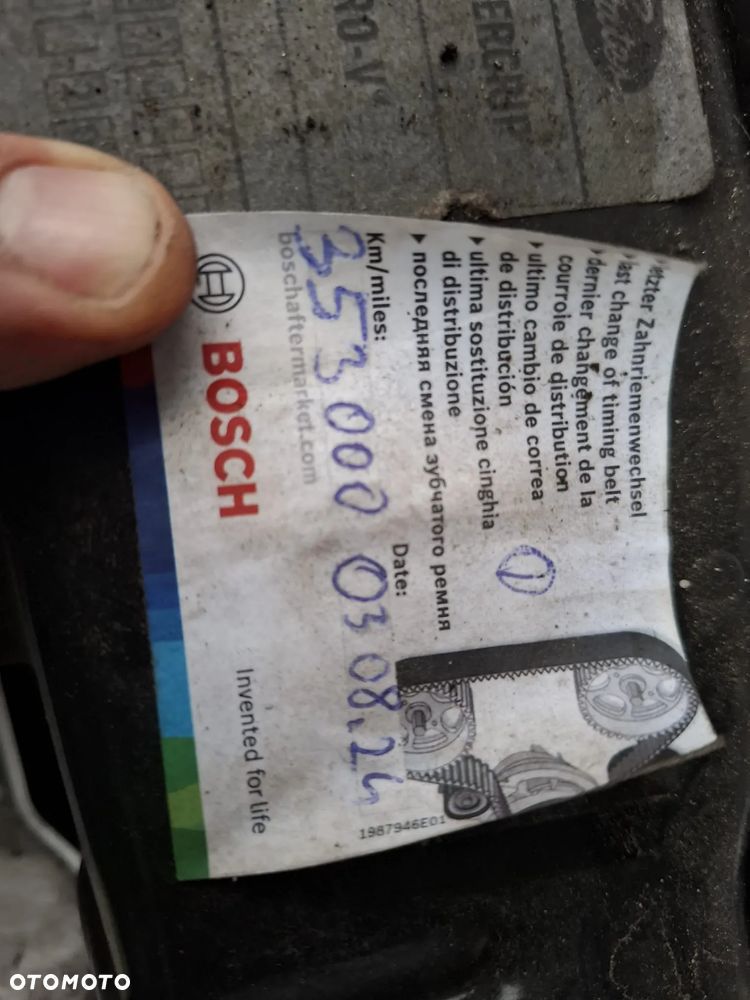 ▸ letzter Zahnriemenwechsel
▸ last change of timing belt
▸ dernier changement de la
courroie de distribution
▸ ultimo cambio de correa
de distribución
▸ ultima sostituzione cinghia
di distribuzione
▸ последняя смена зубчатого ремня
①
Km/miles:
Date:
353000
03 08.24
boschaftermarket.com
1987946E01
BOSCH
Invented for life
OTOMOTO